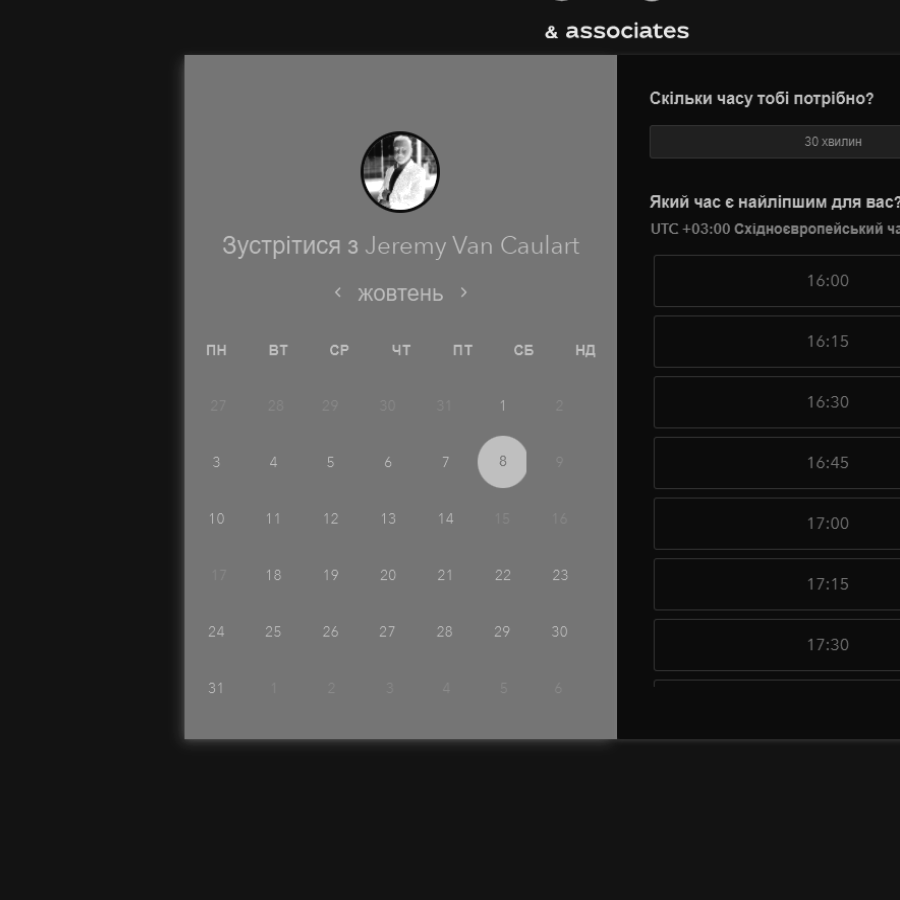 & associates
Зустрітися з Jeremy Van Caulart
< жовтень >
ПН ВТ СР ЧТ ПТ СБ НД
27 28 29 30 31 1 2
3 4 5 6 7 8 9
10 11 12 13 14 15 16
17 18 19 20 21 22 23
24 25 26 27 28 29 30
31 1 2 3 4 5 6
Скільки часу тобі потрібно?
30 хвилин
Який час є найліпшим для вас?
UTC +03:00 Східноєвропейський ча
16:00
16:15
16:30
16:45
17:00
17:15
17:30